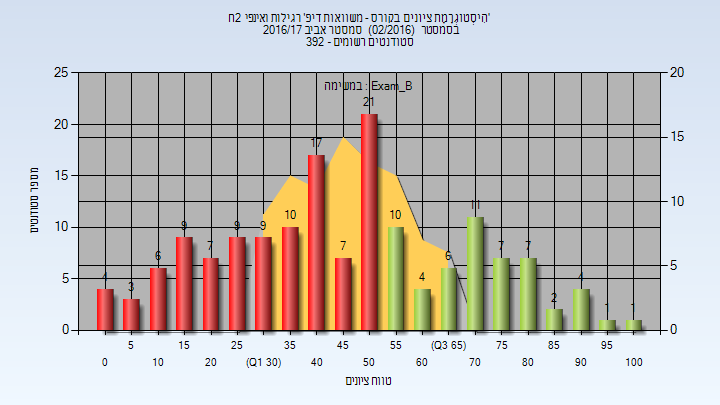 היסטוגרמת ציונים בקורס - משוואות דיפ' רגילות ואינפי 2ח'
בסמסטר (02/2016) סמסטר אביב 2016/17
סטודנטים רשומים - 392
במשימה : Exam_B
מספר סטודנטים
25 20 15 10 5 0
20 15 10 5 0
4 3 6 9 7 9 9 10 17 7 21 10 4 6 11 7 7 2 4 1 1
5 15 25 35 45 55 (Q3 65) 75 85 95
0 10 20 (Q1 30) 40 50 60 70 80 90 100
טווח ציונים